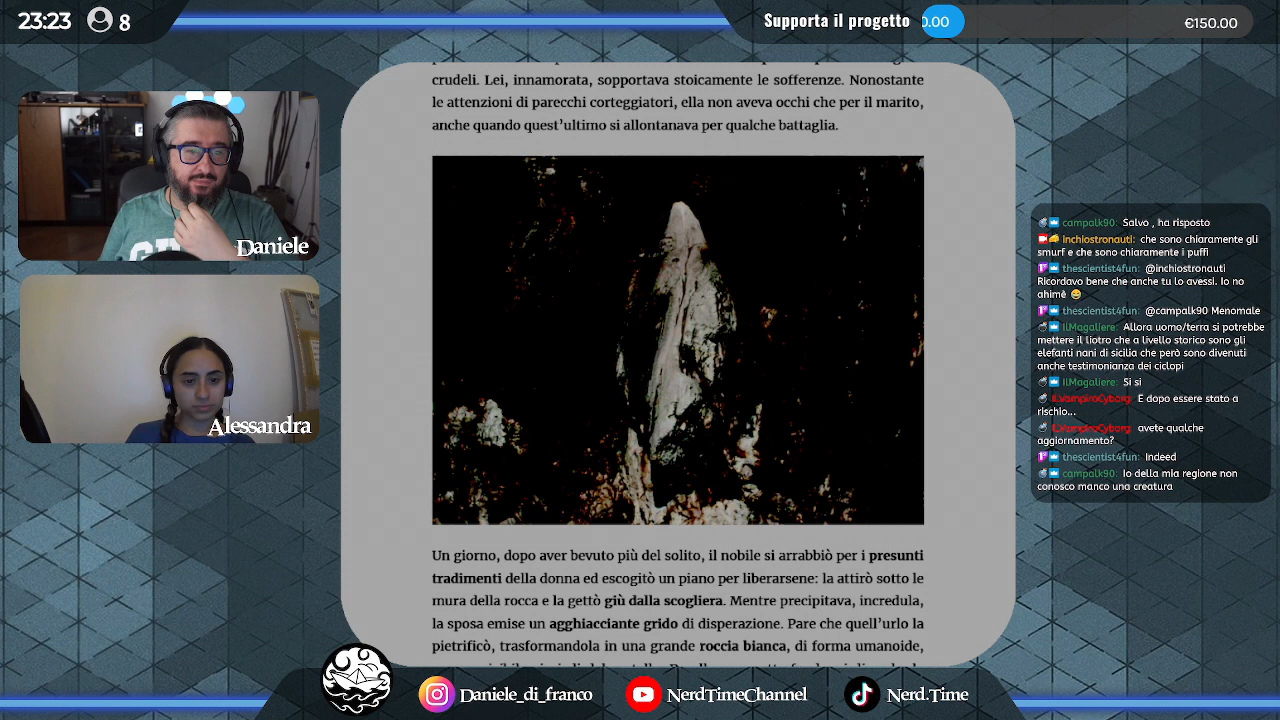 23:23
8
Supporta il progetto
0.00
€150.00
crudeli. Lei, innamorata, sopportava stoicamente le sofferenze. Nonostante
le attenzioni di parecchi corteggiatori, ella non aveva occhi che per il marito,
anche quando quest'ultimo si allontanava per qualche battaglia.
Daniele
Alessandra
campalk90: Salvo , ha risposto
Inchiostronauti: che sono chiaramente gli
smurf e che sono chiaramente i puffi
thescientist4fun: @inchiostronauti
Ricordavo bene che anche tu lo avessi. Io no
ahimè 😅
thescientist4fun: @campalk90 Menomale
IlMagaliere: Allora uomo/terra si potrebbe
mettere il liotro che a livello storico sono gli
elefanti nani di sicilia che però sono divenuti
anche testimonianza dei ciclopi
IlMagaliere: Si si
IlVampiroCyborg: E dopo essere stato a
rischio...
IlVampiroCyborg: avete qualche
aggiornamento?
thescientist4fun: Indeed
campalk90: Io della mia regione non
conosco manco una creatura
Un giorno, dopo aver bevuto più del solito, il nobile si arrabbiò per i presunti
tradimenti della donna ed escogitò un piano per liberarsene: la attirò sotto le
mura della rocca e la gettò giù dalla scogliera. Mentre precipitava, incredula,
la sposa emise un agghiacciante grido di disperazione. Pare che quell'urlo la
pietrificò, trasformandola in una grande roccia bianca, di forma umanoide,
Daniele_di_franco
NerdTimeChannel
Nerd.Time